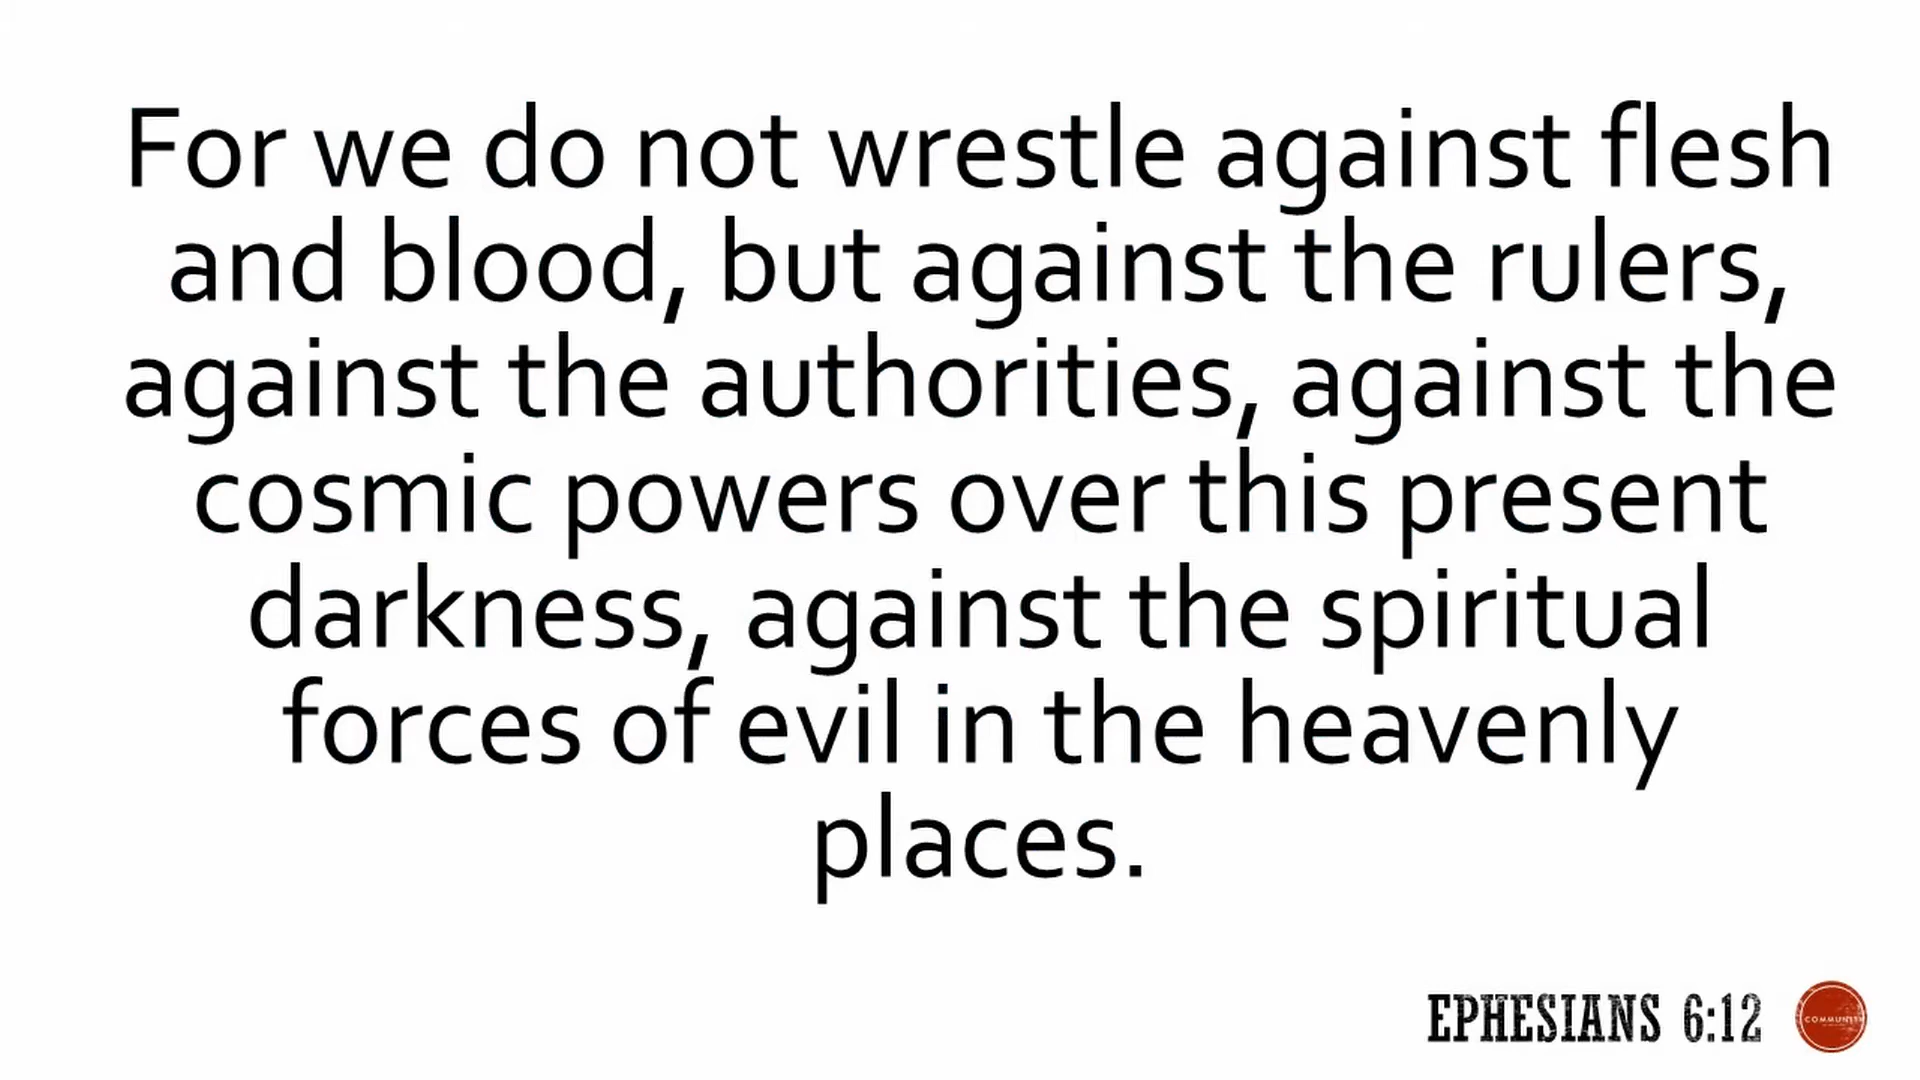 For we do not wrestle against flesh
and blood, but against the rulers,
against the authorities, against the
cosmic powers over this present
darkness, against the spiritual
forces of evil in the heavenly
places.
EPHESIANS 6:12
COMMUNITY